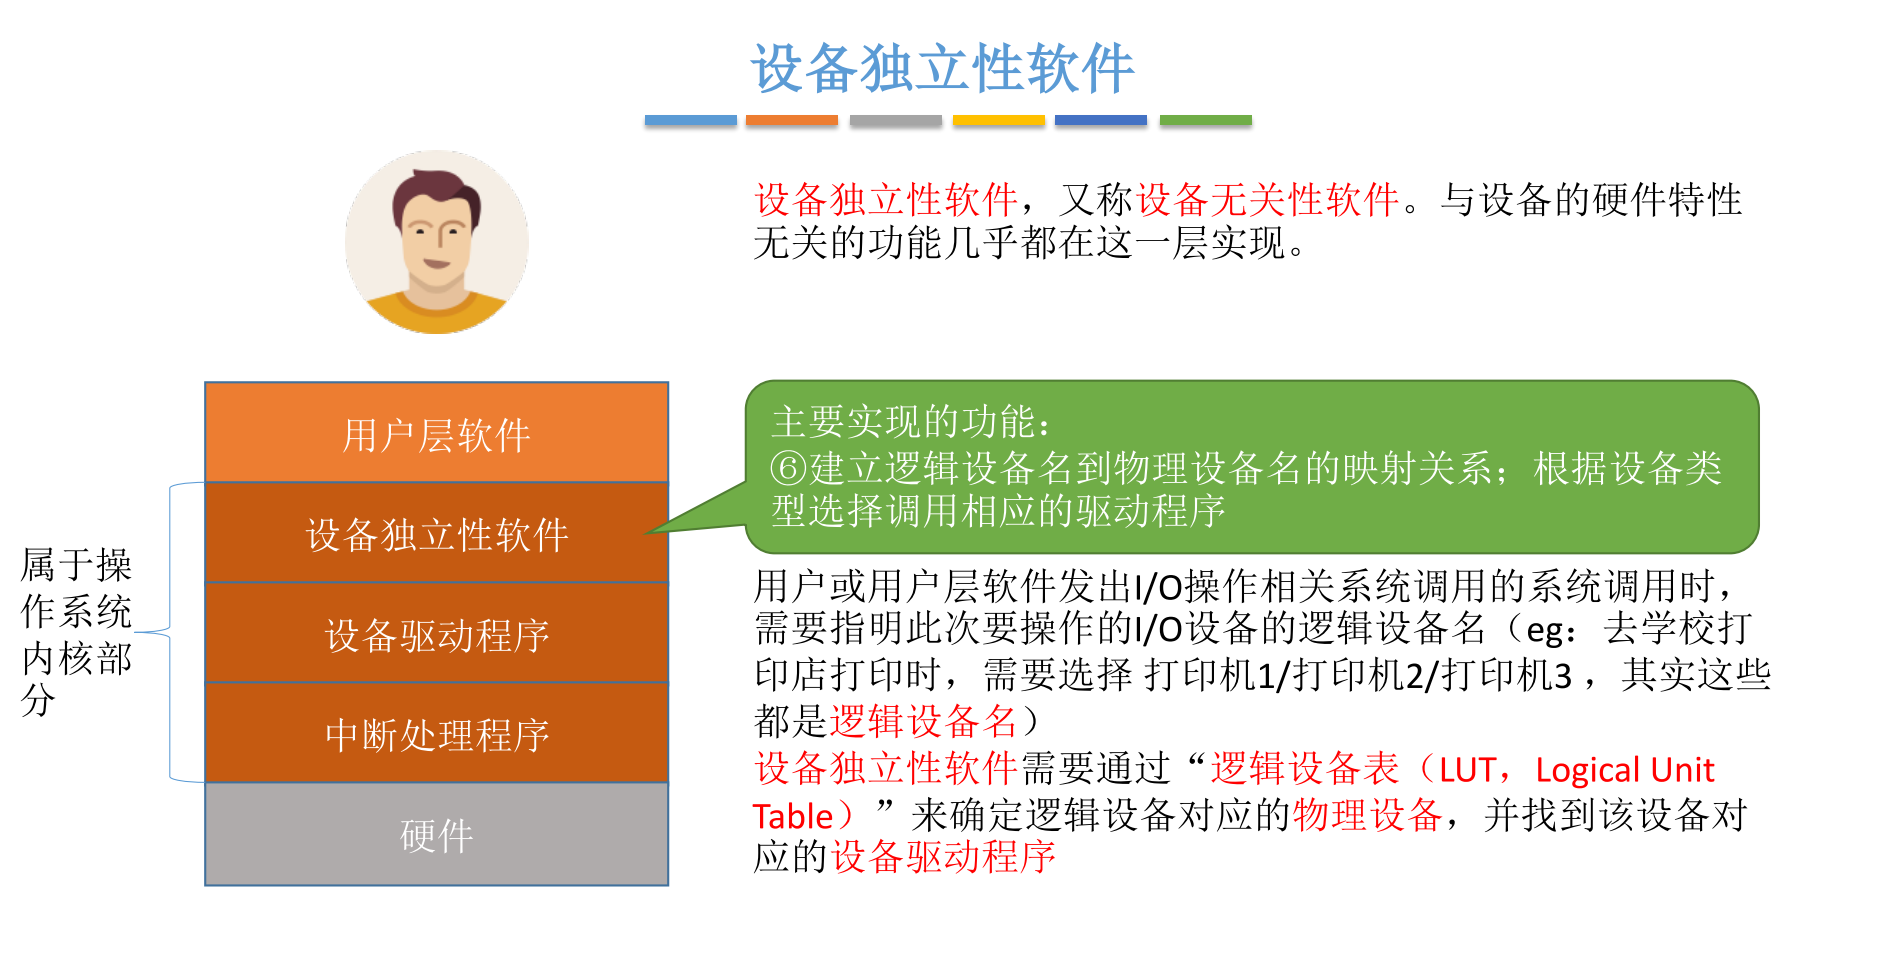 设备独立性软件
设备独立性软件，又称设备无关性软件。与设备的硬件特性
无关的功能几乎都在这一层实现。
用户层软件
设备独立性软件
设备驱动程序
中断处理程序
硬件
属于操
作系统
内核部
分
主要实现的功能：
⑥建立逻辑设备名到物理设备名的映射关系；根据设备类
型选择调用相应的驱动程序
用户或用户层软件发出I/O操作相关系统调用的系统调用时，
需要指明此次要操作的I/O设备的逻辑设备名（eg：去学校打
印店打印时，需要选择 打印机1/打印机2/打印机3 ，其实这些
都是逻辑设备名）
设备独立性软件需要通过“逻辑设备表（LUT，Logical Unit
Table）”来确定逻辑设备对应的物理设备，并找到该设备对
应的设备驱动程序